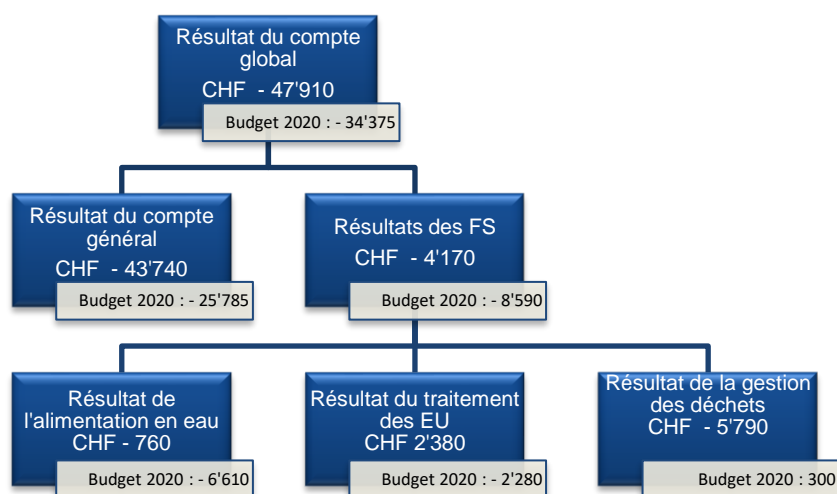 Résultat du compte
global
CHF - 47'910
Budget 2020 : - 34'375
Résultat du compte
général
CHF - 43'740
Budget 2020 : - 25'785
Résultats des FS
CHF - 4'170
Budget 2020 : - 8'590
Résultat de
l'alimentation en eau
CHF - 760
Budget 2020 : - 6'610
Résultat du traitement
des EU
CHF 2'380
Budget 2020 : - 2'280
Résultat de la gestion
des déchets
CHF - 5'790
Budget 2020 : 300